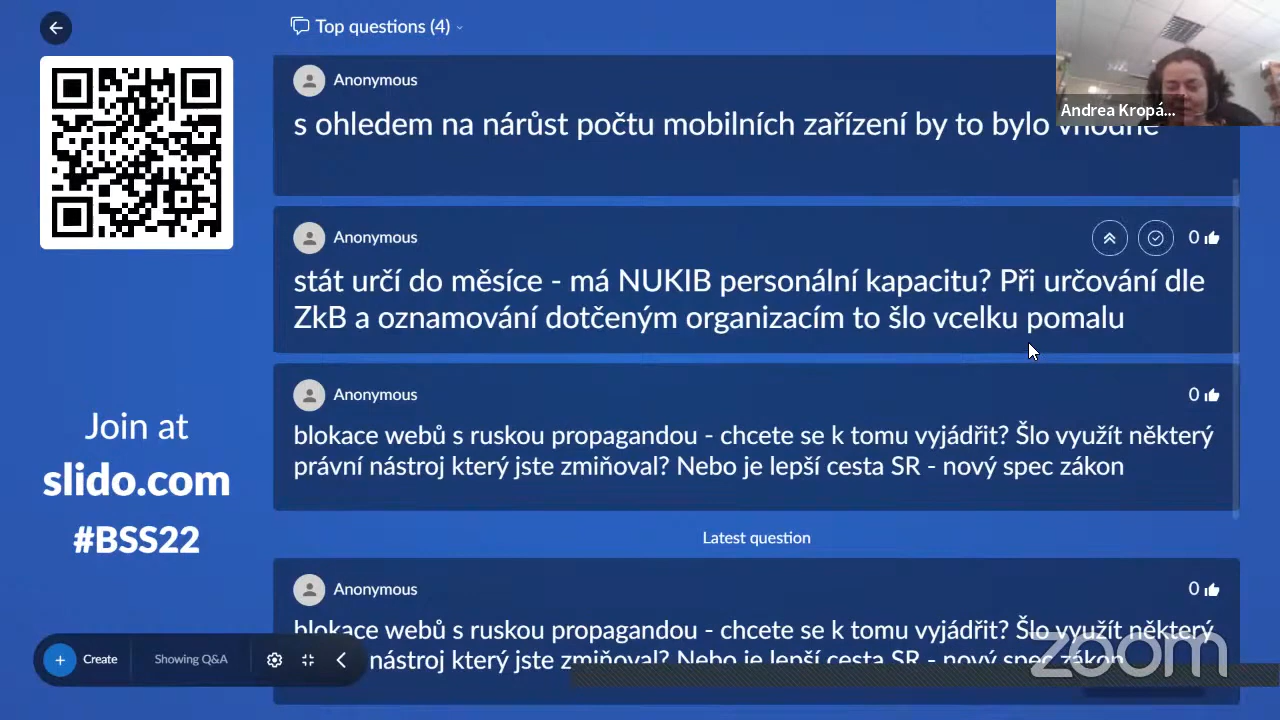 Top questions (4)
Anonymous
s ohledem na nárůst počtu mobilních zařízení by to bylo vhodné
Andrea Kropá...
Anonymous
0
stát určí do měsíce - má NUKIB personální kapacitu? Při určování dle
ZkB a oznamování dotčeným organizacím to šlo vcelku pomalu
Anonymous
0
blokace webů s ruskou propagandou - chcete se k tomu vyjádřit? Šlo využít některý
právní nástroj který jste zmiňoval? Nebo je lepší cesta SR - nový spec zákon
Join at
slido.com
#BSS22
Latest question
Anonymous
0
blokace webů s ruskou propagandou - chcete se k tomu vyjádřit? Šlo využít některý
nástroj který jste zmiňoval? Nebo je lepší cesta SR - nový spec zákon
Create
Showing Q&A
zoom